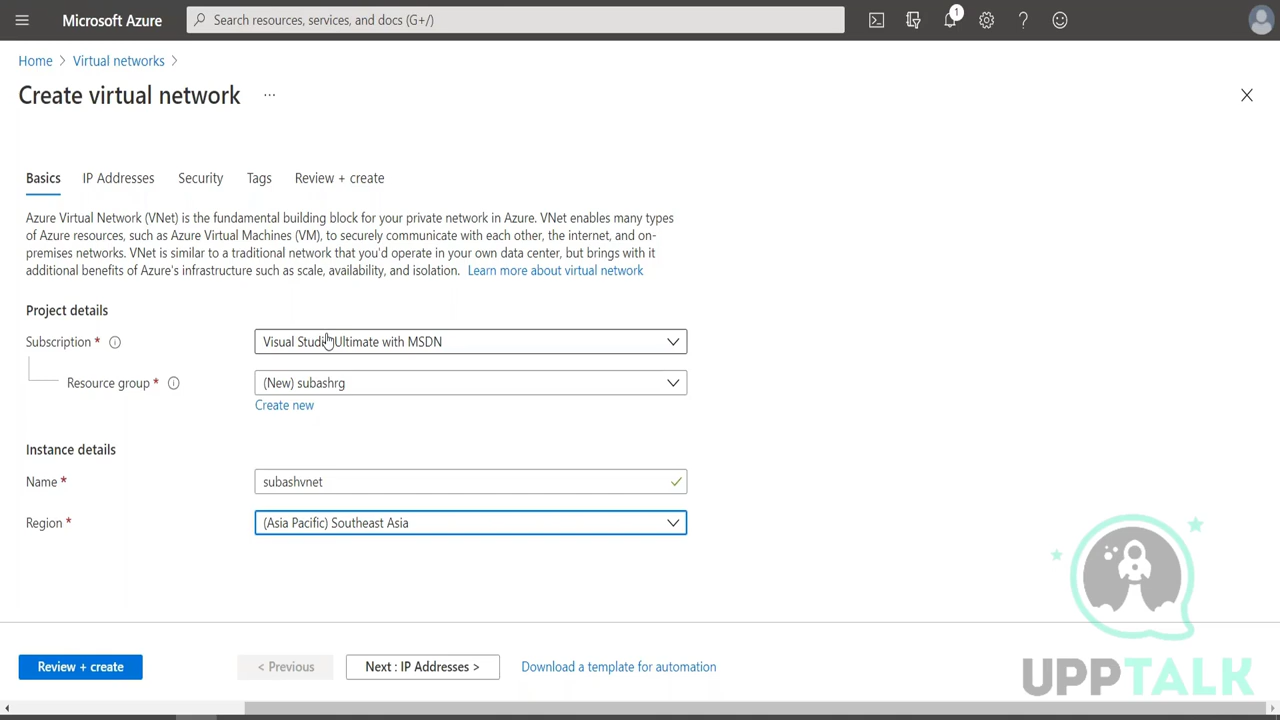 Microsoft Azure
Search resources, services, and docs (G+/)
1
Home > Virtual networks >
Create virtual network ...
Basics IP Addresses Security Tags Review + create
Azure Virtual Network (VNet) is the fundamental building block for your private network in Azure. VNet enables many types
of Azure resources, such as Azure Virtual Machines (VM), to securely communicate with each other, the internet, and on-
premises networks. VNet is similar to a traditional network that you'd operate in your own data center, but brings with it
additional benefits of Azure's infrastructure such as scale, availability, and isolation. Learn more about virtual network
Project details
Subscription * Visual Studio Ultimate with MSDN
Resource group * (New) subashrg
Create new
Instance details
Name * subashvnet
Region * (Asia Pacific) Southeast Asia
Review + create < Previous Next : IP Addresses > Download a template for automation
UPPTALK